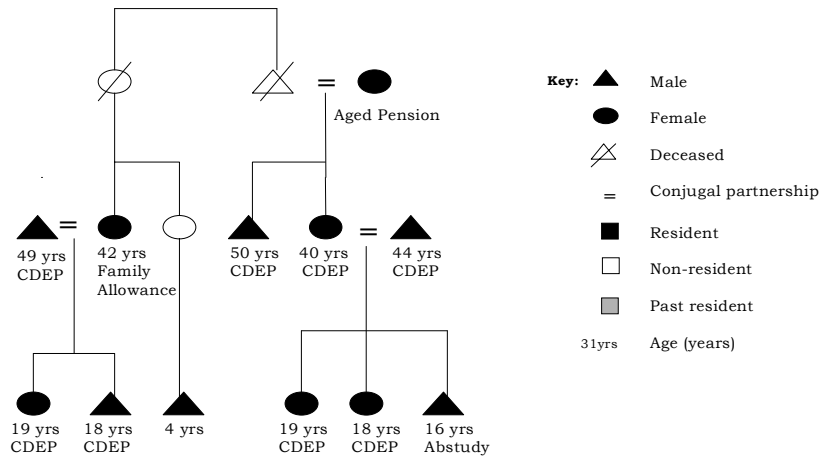 Aged Pension
49 yrs
CDEP
42 yrs
Family
Allowance
50 yrs
CDEP
40 yrs
CDEP
44 yrs
CDEP
19 yrs
CDEP
18 yrs
CDEP
4 yrs
19 yrs
CDEP
18 yrs
CDEP
16 yrs
Abstudy
Key: Male
Female
Deceased
= Conjugal partnership
Resident
Non-resident
Past resident
31yrs Age (years)